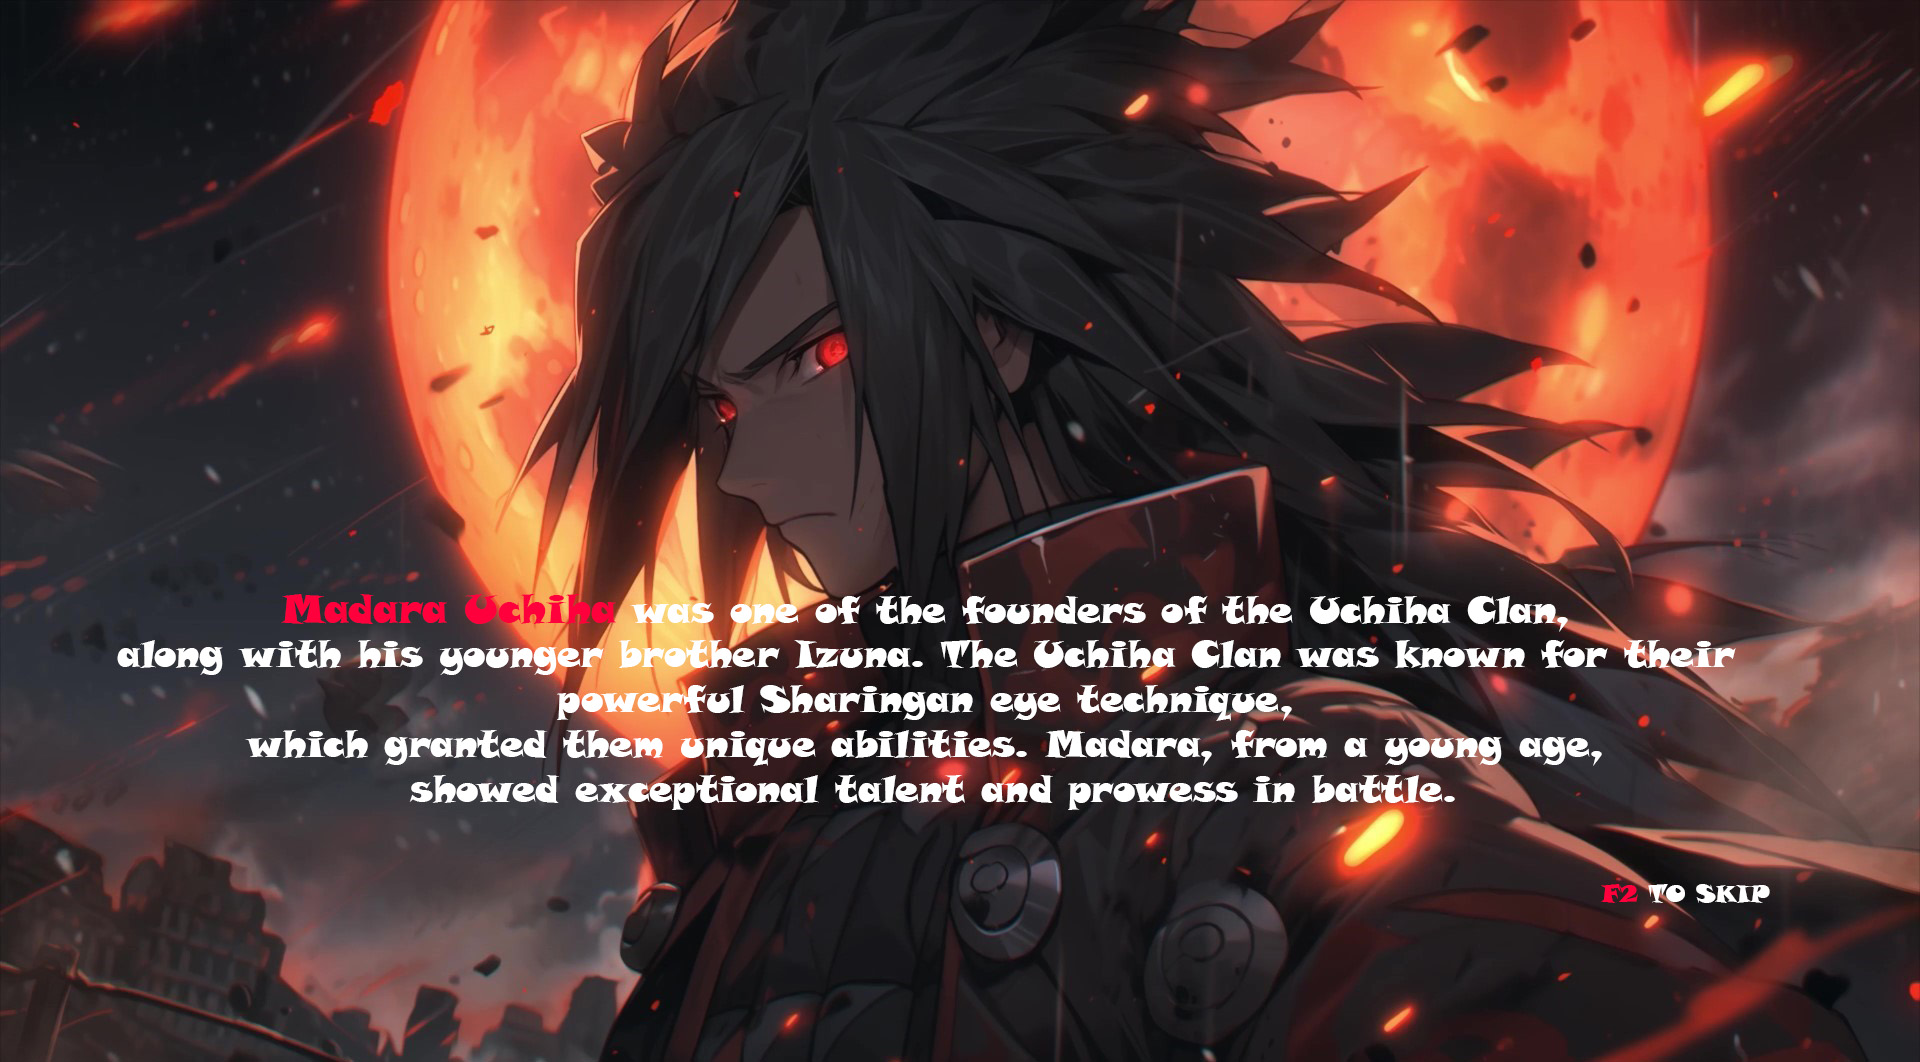 Madara Uchiha was one of the founders of the Uchiha Clan,
along with his younger brother Izuna. The Uchiha Clan was known for their
powerful Sharingan eye technique,
which granted them unique abilities. Madara, from a young age,
showed exceptional talent and prowess in battle.
F2 TO SKIP